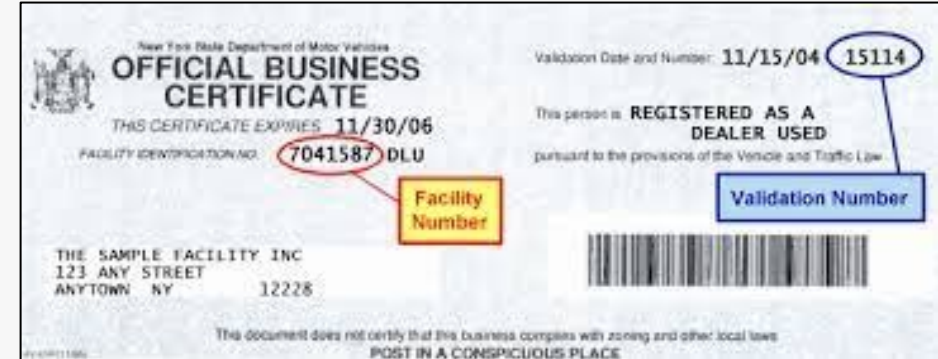 New York State Department of Motor Vehicles
OFFICIAL BUSINESS
CERTIFICATE
THIS CERTIFICATE EXPIRES 11/30/06
FACILITY IDENTIFICATION NO. 7041587 DLU
Facility
Number
THE SAMPLE FACILITY INC
123 ANY STREET
ANYTOWN NY 12228
Validation Date and Number: 11/15/04 15114
This person is REGISTERED AS A
DEALER USED
pursuant to the provisions of the Vehicle and Traffic Law
Validation Number
This document does not certify that this business complies with zoning and other local laws
POST IN A CONSPICUOUS PLACE